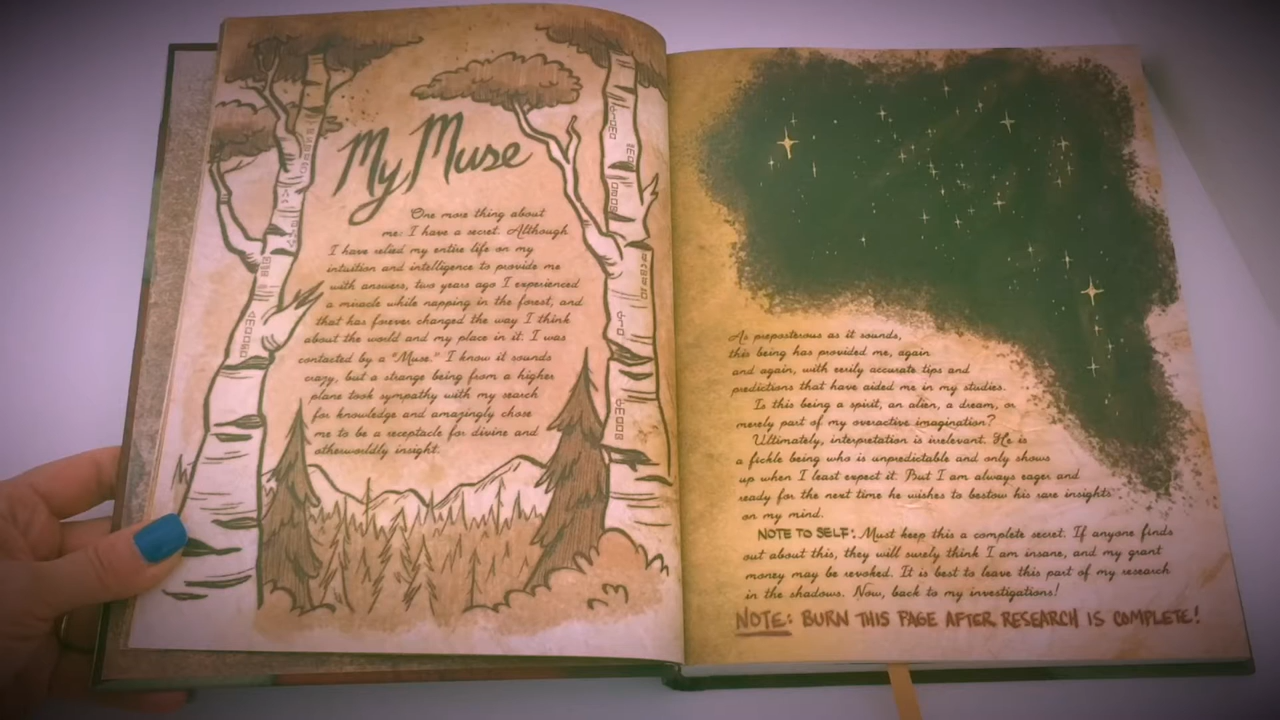 My Muse
One more thing about
me: I have a secret. Although
I have relied my entire life on my
intuition and intelligence to provide me
with answers, two years ago I experienced
a miracle while napping in the forest, and
that has forever changed the way I think
about the world and my place in it. I was
contacted by a "Muse." I know it sounds
crazy, but a strange being from a higher
plane took sympathy with my search
for knowledge and amazingly chose
me to be a receptacle for divine and
otherworldly insight.
As preposterous as it sounds,
this being has provided me, again
and again, with eerily accurate tips and
predictions that have aided me in my studies.
Is this being a spirit, an alien, a dream, or
merely part of my overactive imagination?
Ultimately, interpretation is irrelevant. He is
a fickle being who is unpredictable and only shows
up when I least expect it. But I am always eager and
ready for the next time he wishes to bestow his rare insights
on my mind.
NOTE TO SELF: Must keep this a complete secret. If anyone finds
out about this, they will surely think I am insane, and my grant
money may be revoked. It is best to leave this part of my research
in the shadows. Now, back to my investigations!
NOTE: BURN THIS PAGE AFTER RESEARCH IS COMPLETE!